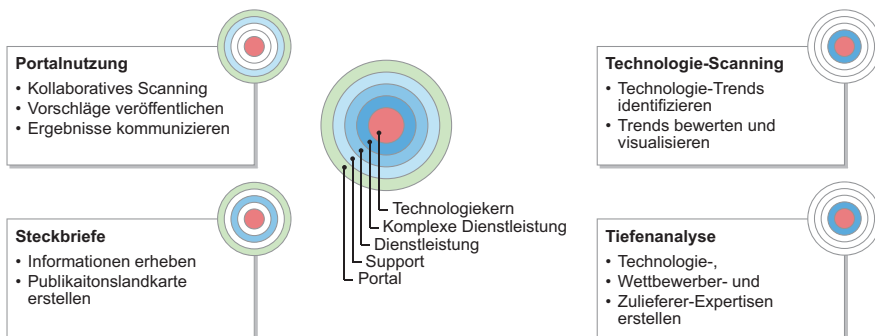 Portalnutzung
• Kollaboratives Scanning
• Vorschläge veröffentlichen
• Ergebnisse kommunizieren
Steckbriefe
• Informationen erheben
• Publikaitonslandkarte
erstellen
Technologiekern
Komplexe Dienstleistung
Dienstleistung
Support
Portal
Technologie-Scanning
• Technologie-Trends
identifizieren
• Trends bewerten und
visualisieren
Tiefenanalyse
• Technologie-,
• Wettbewerber- und
• Zulieferer-Expertisen
erstellen